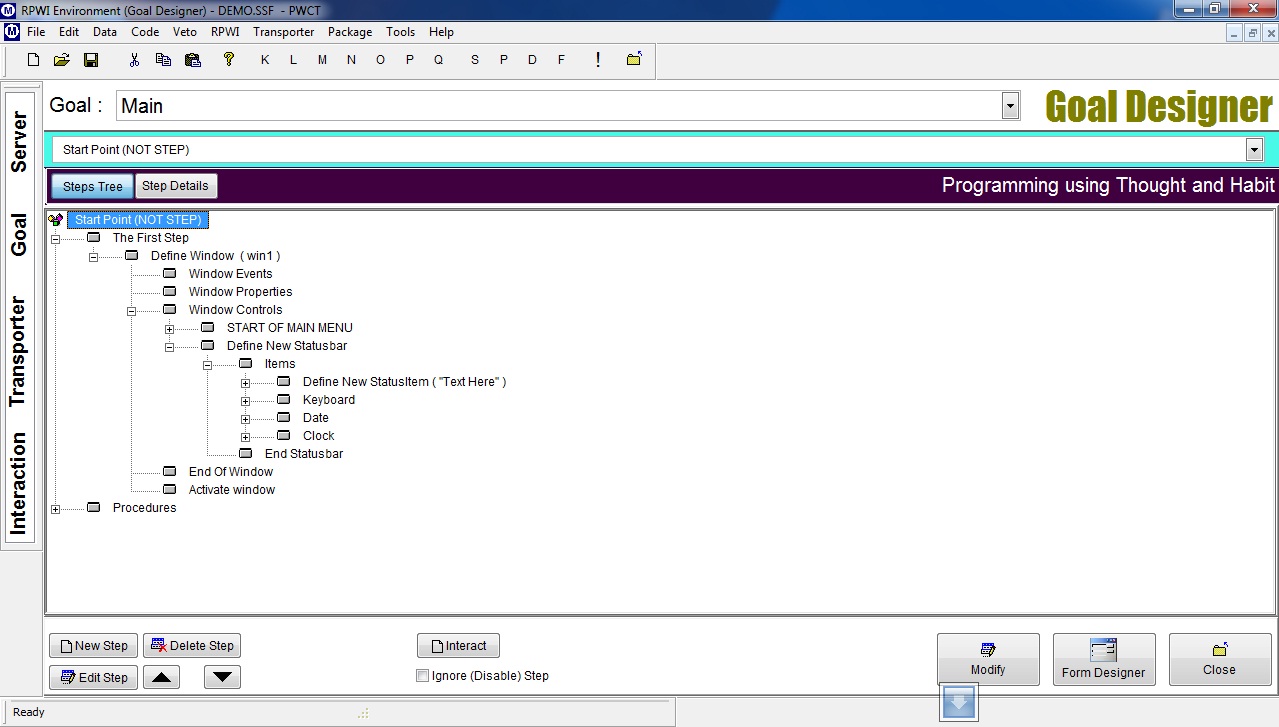 RPWI Environment (Goal Designer) - DEMO.SSF - PWCT
File Edit Data Code Veto RPWI Transporter Package Tools Help
K L M N O P Q S P D F !
Goal : Main
Goal Designer
Start Point (NOT STEP)
Steps Tree Step Details Programming using Thought and Habit
Server
Goal
Transporter
Interaction
Start Point (NOT STEP)
The First Step
Define Window ( win1 )
Window Events
Window Properties
Window Controls
START OF MAIN MENU
Define New Statusbar
Items
Define New StatusItem ( "Text Here" )
Keyboard
Date
Clock
End Statusbar
End Of Window
Activate window
Procedures
New Step Delete Step Interact
Edit Step Ignore (Disable) Step
Modify Form Designer Close
Ready